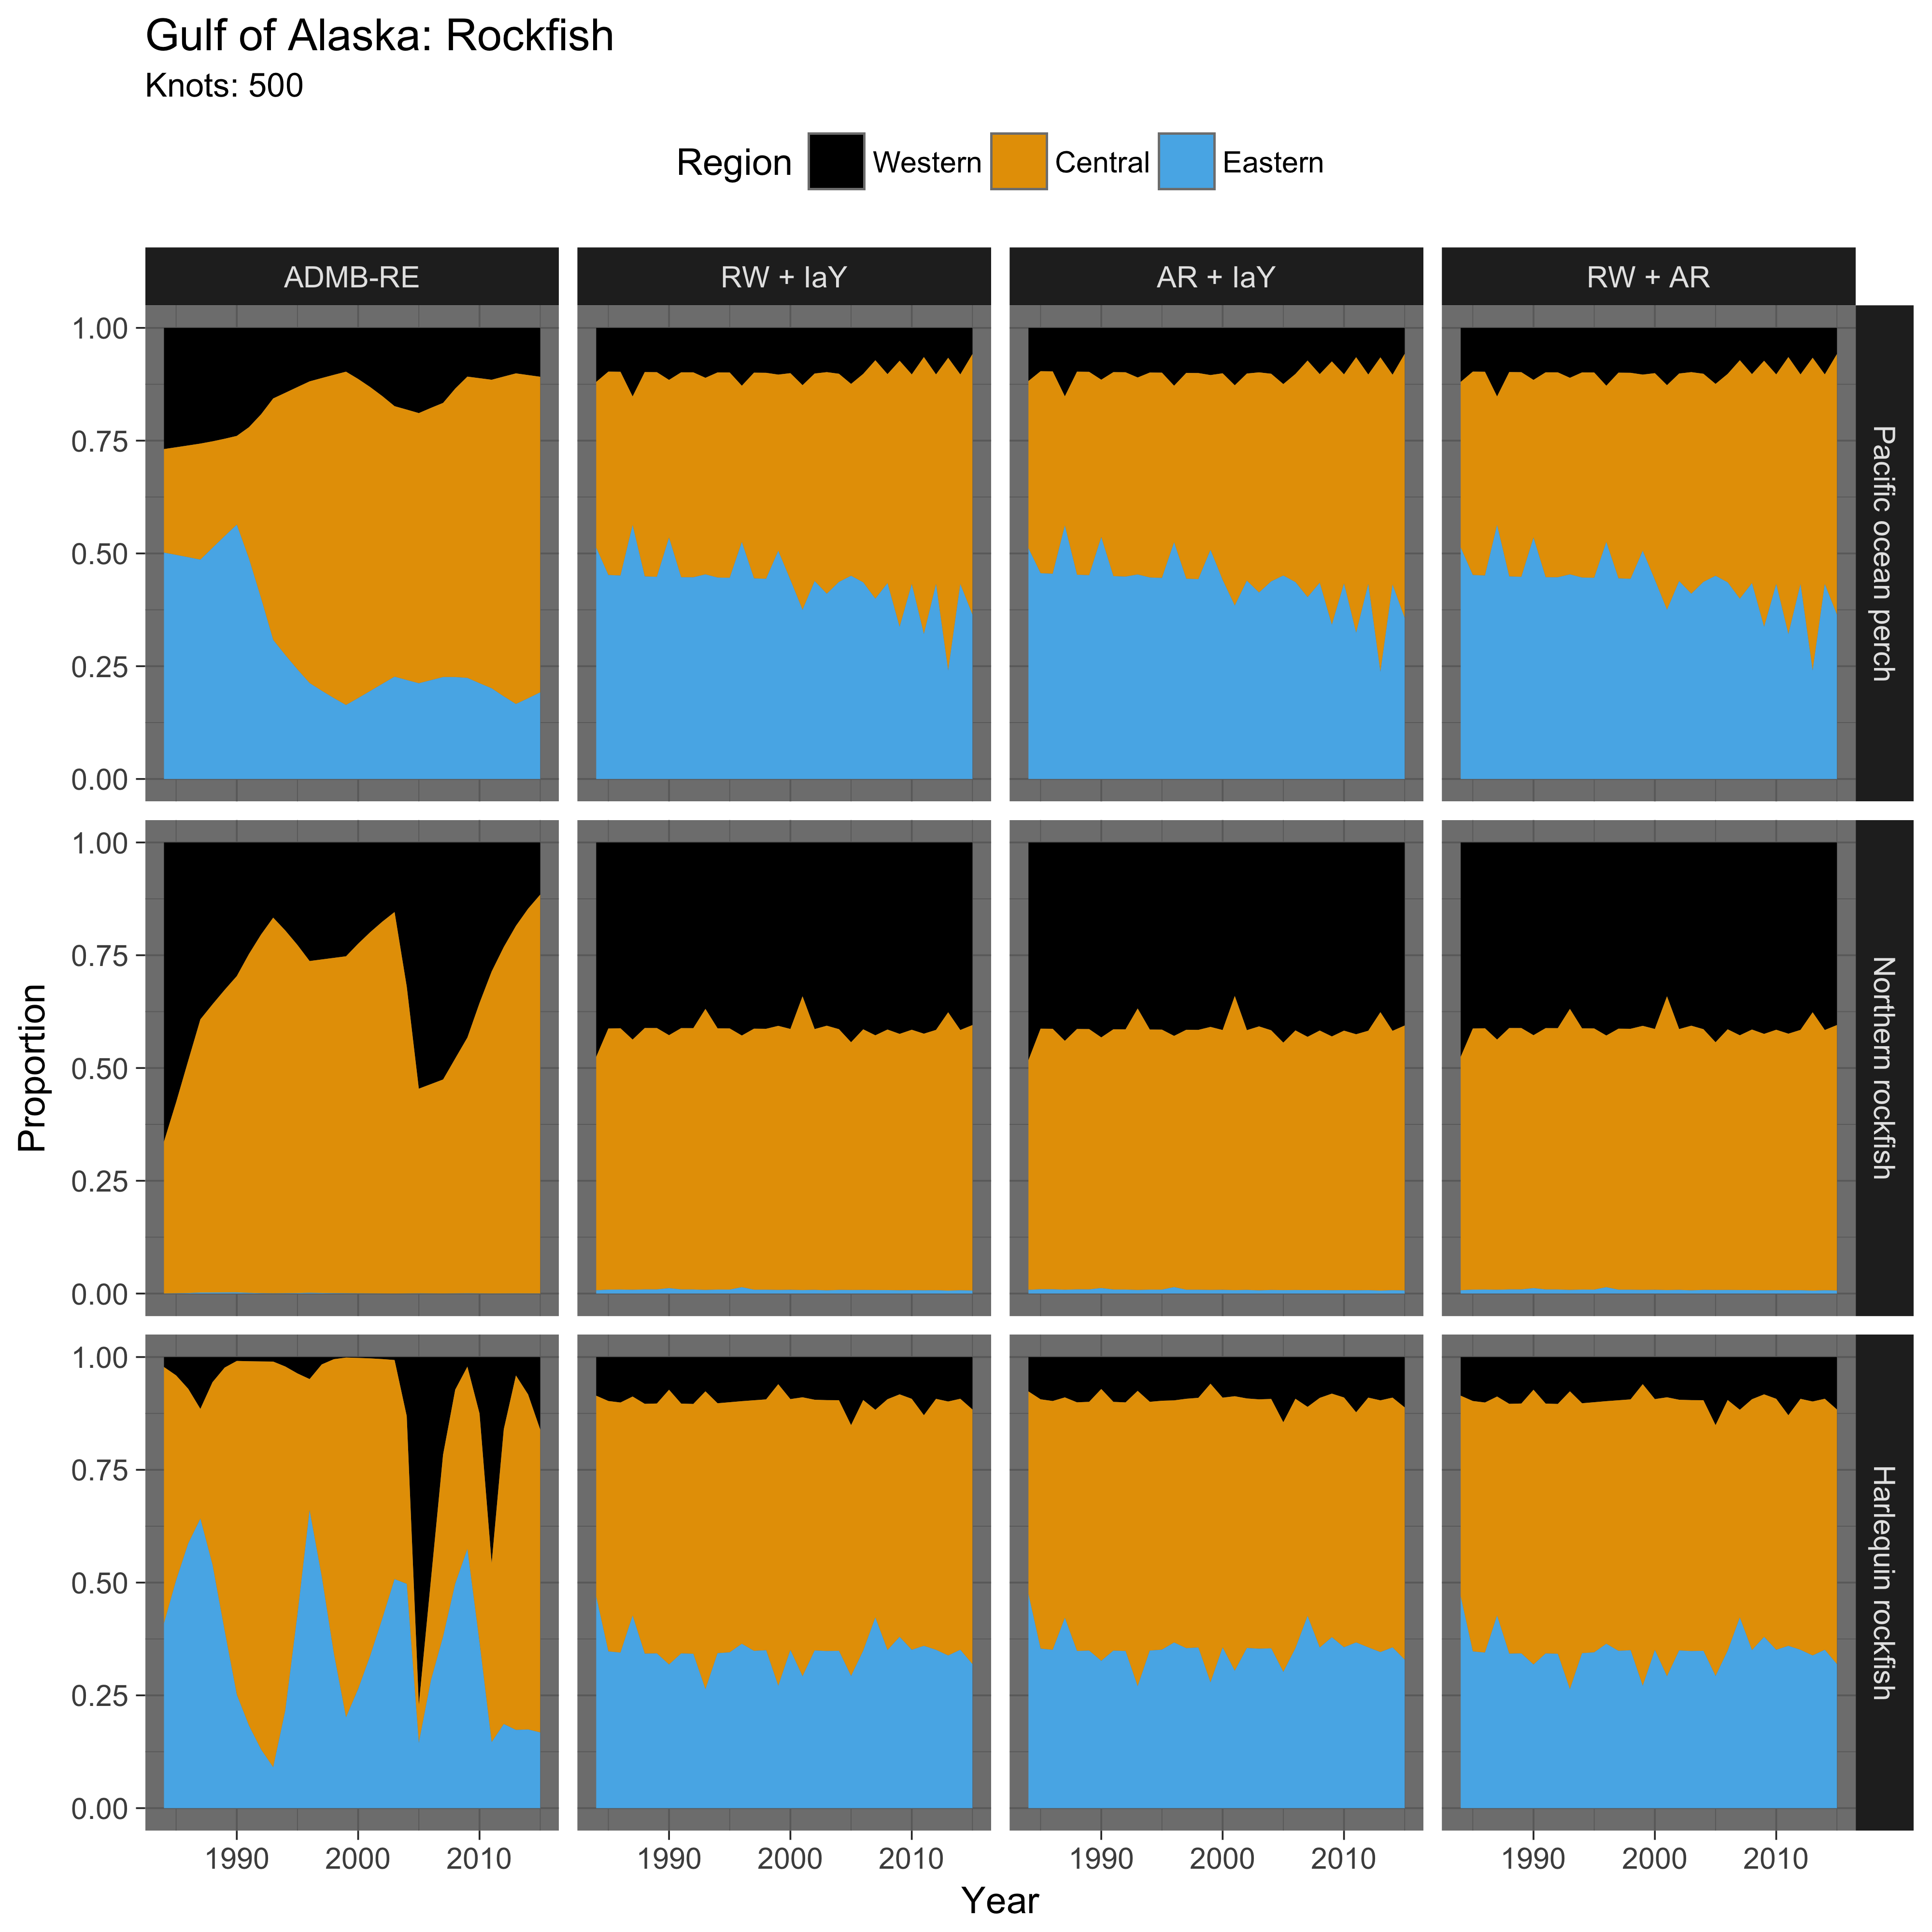 Gulf of Alaska: Rockfish
Knots: 500
Region Western Central Eastern
ADMB-RE RW + IaY AR + IaY RW + AR
1.00
0.75
0.50
0.25
0.00
Pacific ocean perch
1.00
0.75
0.50
0.25
0.00
Northern rockfish
1.00
0.75
0.50
0.25
0.00
Harlequin rockfish
Proportion
1990 2000 2010 1990 2000 2010 1990 2000 2010 1990 2000 2010
Year